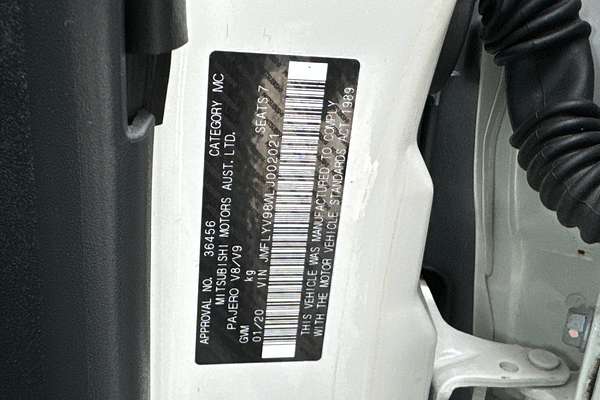 APPROVAL NO. 36456 CATEGORY MC
MITSUBISHI MOTORS AUST. LTD.
PAJERO V8/V9
GVM kg SEATS-7
01/20 VIN JMFLYV98WLJ002021
THIS VEHICLE WAS MANUFACTURED TO COMPLY
WITH THE MOTOR VEHICLE STANDARDS ACT 1989